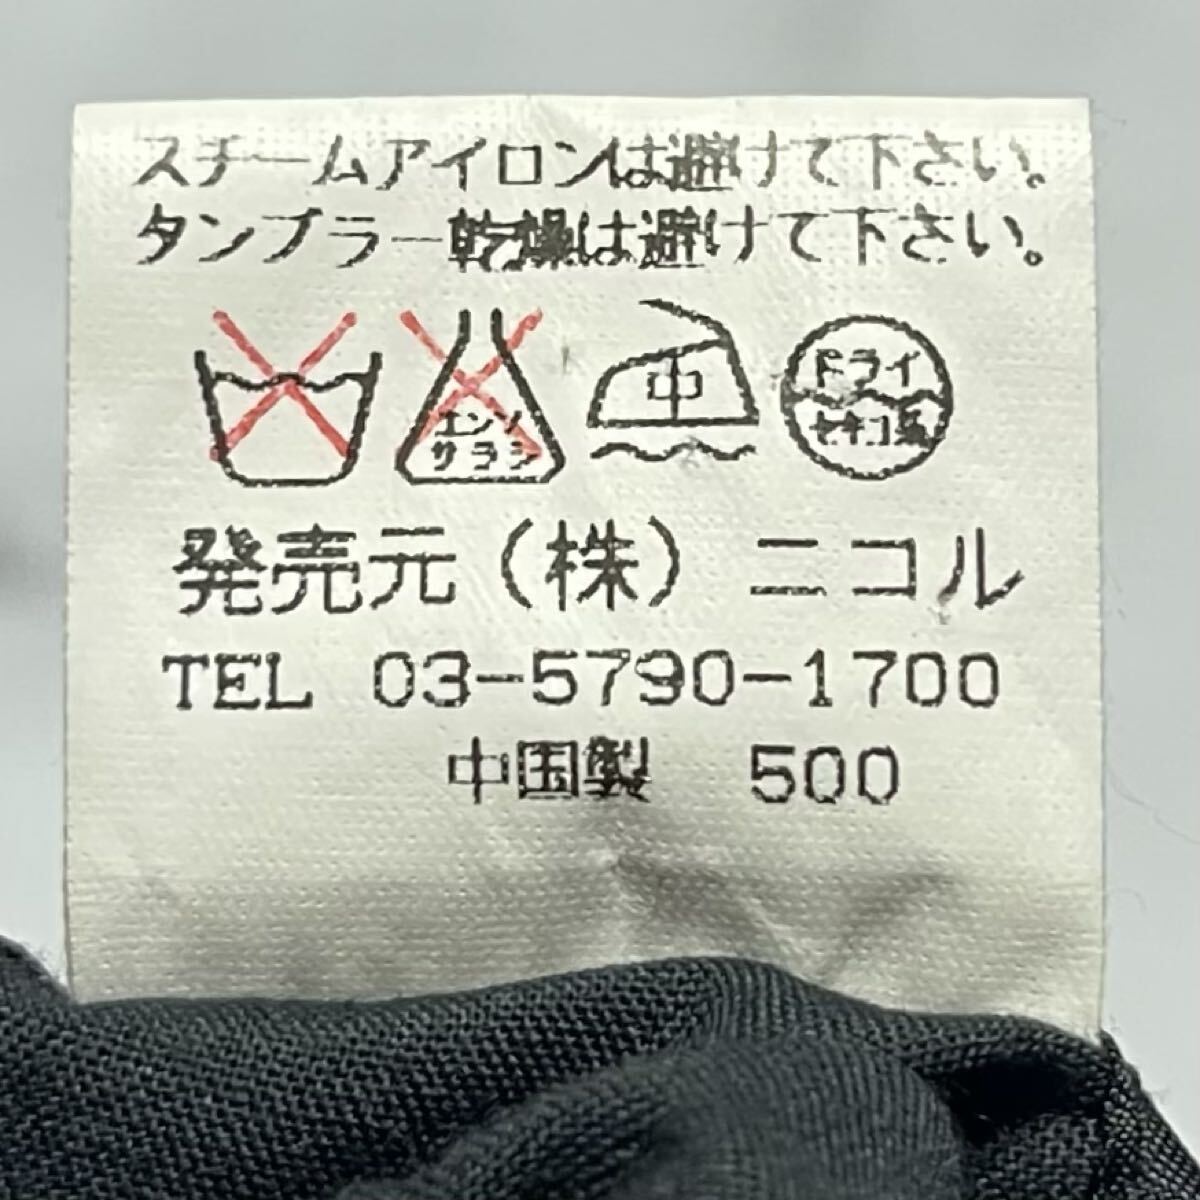 スチームアイロンは避けて下さい。
タンブラー乾燥は避けて下さい。
エンソ
サラシ
中
ドライ
セキユ系
発売元(株)ニコル
TEL 03-5790-1700
中国製 500